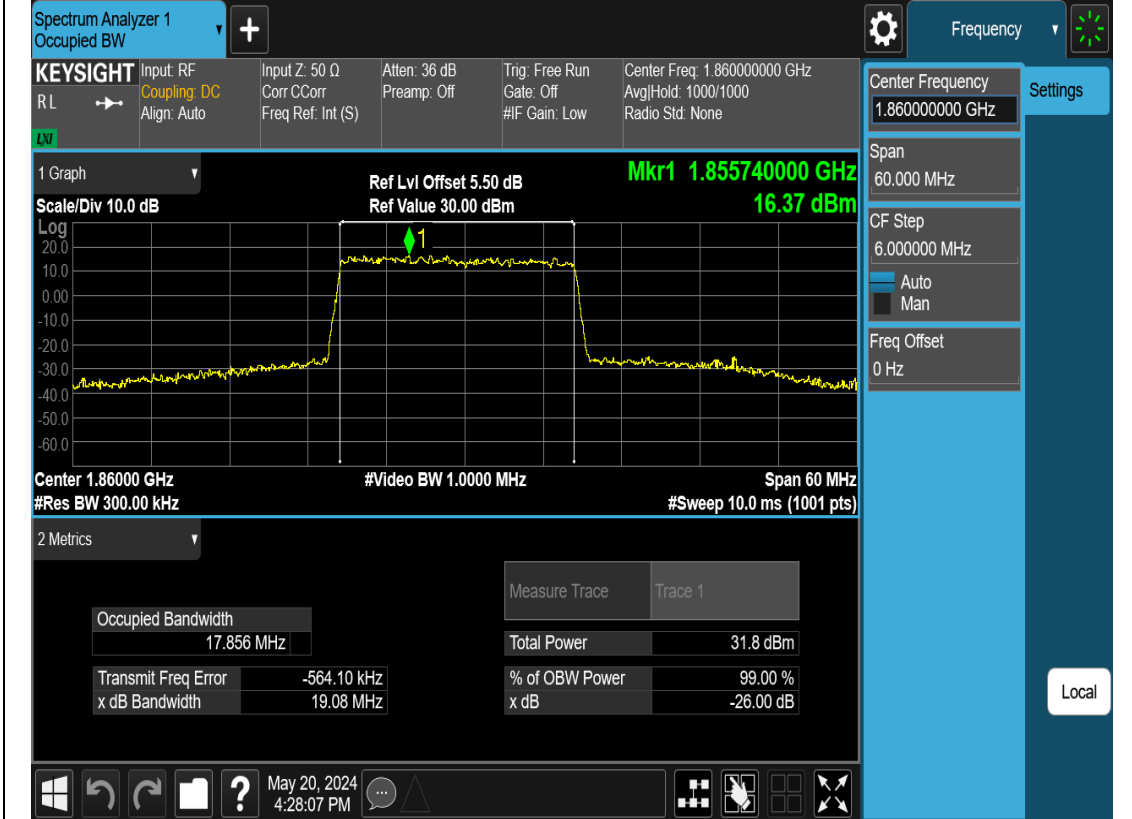 Spectrum Analyzer 1
Occupied BW
+
Frequency
KEYSIGHT
RL
LXI
Input: RF
Coupling: DC
Align: Auto
Input Z: 50 Ω
Corr CCorr
Freq Ref: Int (S)
Atten: 36 dB
Preamp: Off
Trig: Free Run
Gate: Off
#IF Gain: Low
Center Freq: 1.860000000 GHz
Avg|Hold: 1000/1000
Radio Std: None
Center Frequency
1.860000000 GHz
Settings
Span
60.000 MHz
CF Step
6.000000 MHz
Auto
Man
Freq Offset
0 Hz
Local
1 Graph
Scale/Div 10.0 dB
Ref Lvl Offset 5.50 dB
Ref Value 30.00 dBm
Mkr1 1.855740000 GHz
16.37 dBm
Log
20.0
10.0
0.00
-10.0
-20.0
-30.0
-40.0
-50.0
-60.0
1
Center 1.86000 GHz
#Res BW 300.00 kHz
#Video BW 1.0000 MHz
Span 60 MHz
#Sweep 10.0 ms (1001 pts)
2 Metrics
Measure Trace Trace 1
Occupied Bandwidth
17.856 MHz
Total Power 31.8 dBm
Transmit Freq Error -564.10 kHz
% of OBW Power 99.00 %
x dB Bandwidth 19.08 MHz
x dB -26.00 dB
?
May 20, 2024
4:28:07 PM